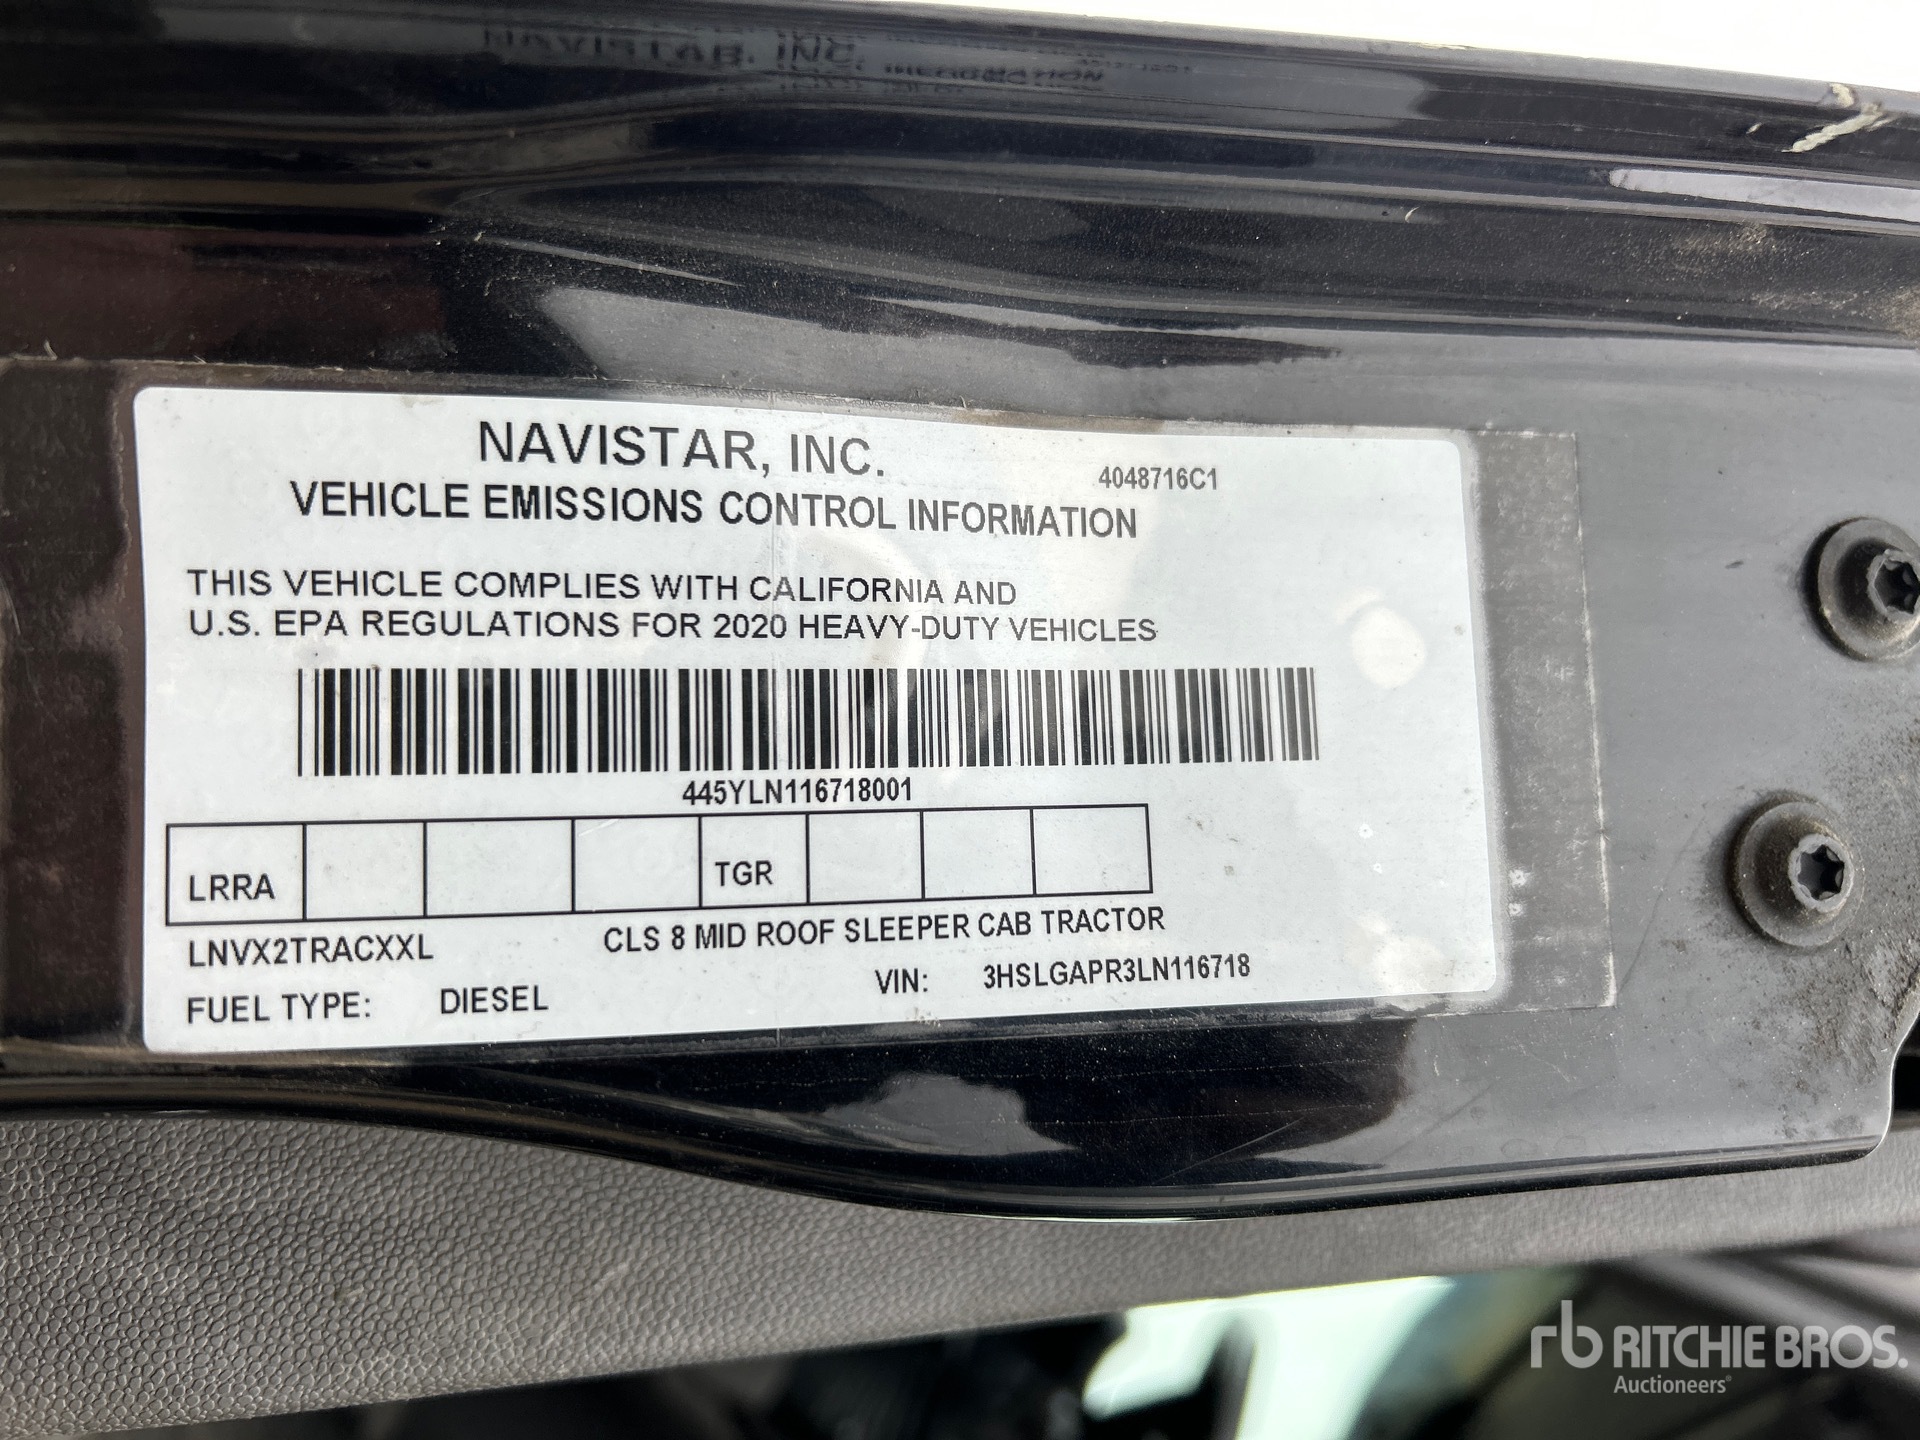 NAVISTAR, INC.
4048716C1
VEHICLE EMISSIONS CONTROL INFORMATION
THIS VEHICLE COMPLIES WITH CALIFORNIA AND
U.S. EPA REGULATIONS FOR 2020 HEAVY-DUTY VEHICLES
445YLN116718001
LRRA TGR
LNVX2TRACXXL CLS 8 MID ROOF SLEEPER CAB TRACTOR
FUEL TYPE: DIESEL VIN: 3HSLGAPR3LN116718
rb RITCHIE BROS.
Auctioneers®